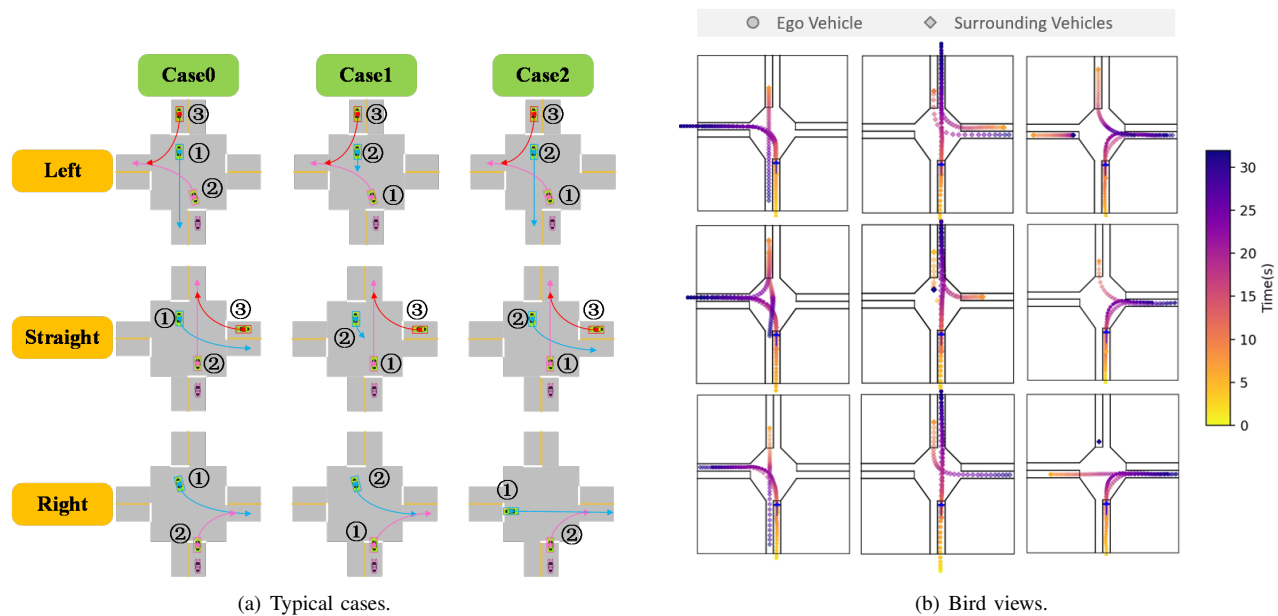 Case0 Case1 Case2
③ ③ ③
① ② ②
Left
② ① ①
Straight
① ③ ② ③ ② ③
② ① ①
Right
① ② ①
② ① ②
(a) Typical cases.
Ego Vehicle Surrounding Vehicles
30
25
20
15
10
5
0
Time(s)
(b) Bird views.